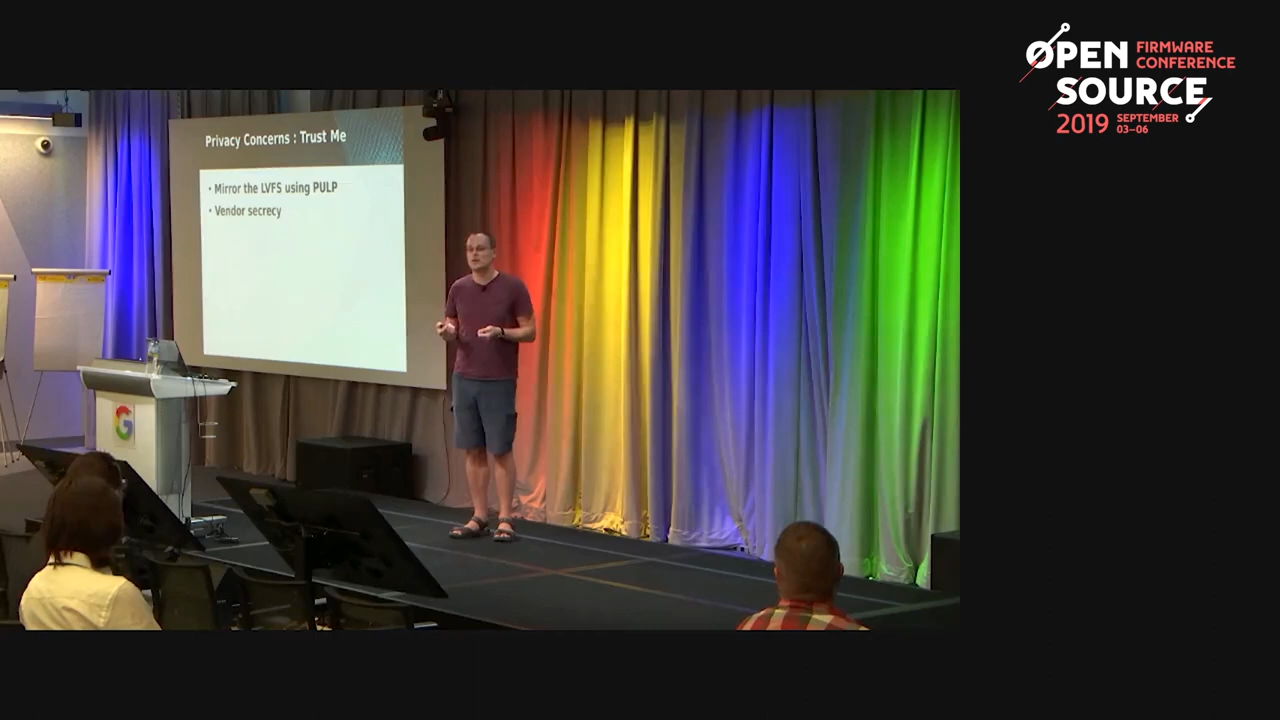 Privacy Concerns : Trust Me
• Mirror the LVFS using PULP
• Vendor secrecy
G
OPEN FIRMWARE CONFERENCE
SOURCE
2019 SEPTEMBER 03–06